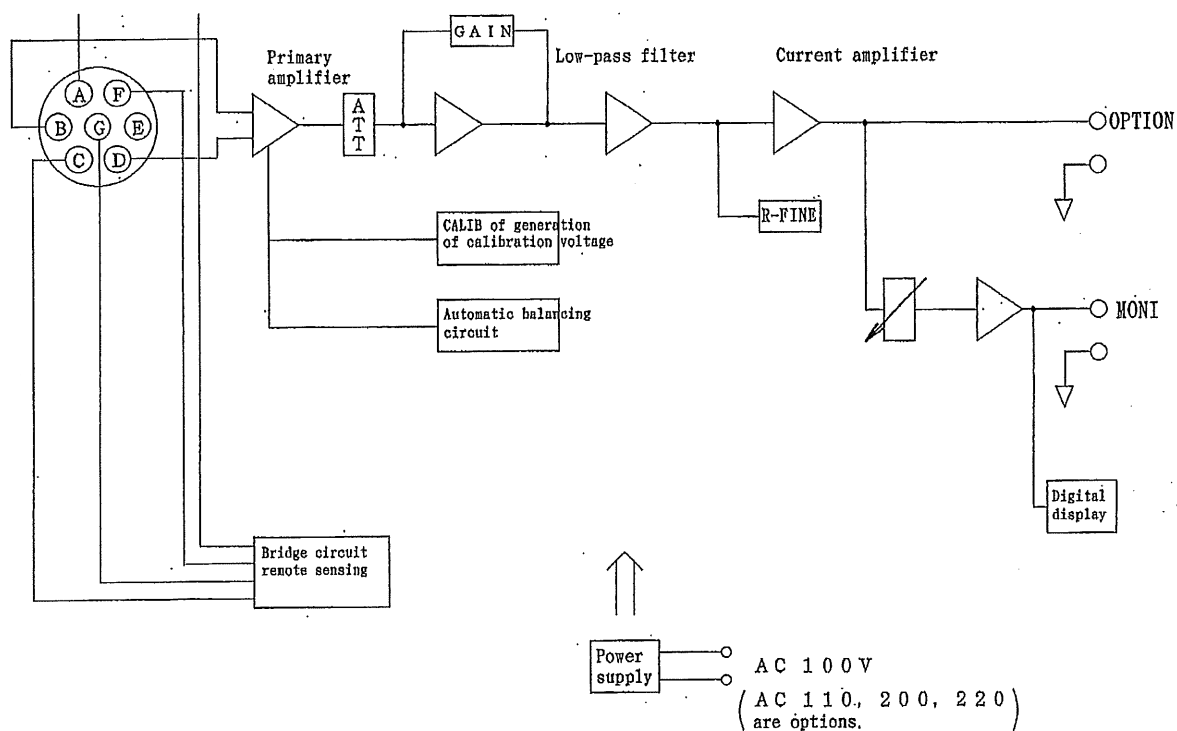 GAIN
Primary
amplifier
Low-pass filter
Current amplifier
A F
B G E
C D
ATT
OPTION
R-FINE
CALIB of generation
of calibration voltage
Automatic balancing
circuit
MONI
Digital
display
Bridge circuit
remote sensing
Power
supply
AC 100V
(AC 110, 200, 220)
are options.